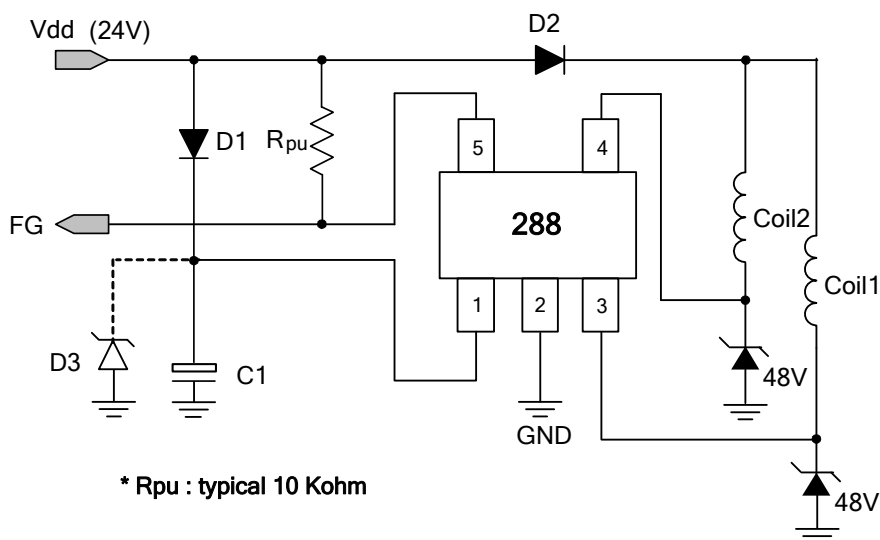 Vdd (24V)
D2
D1
Rpu
5
4
FG
288
Coil2
Coil1
1
2
3
D3
C1
48V
GND
* Rpu : typical 10 Kohm
48V